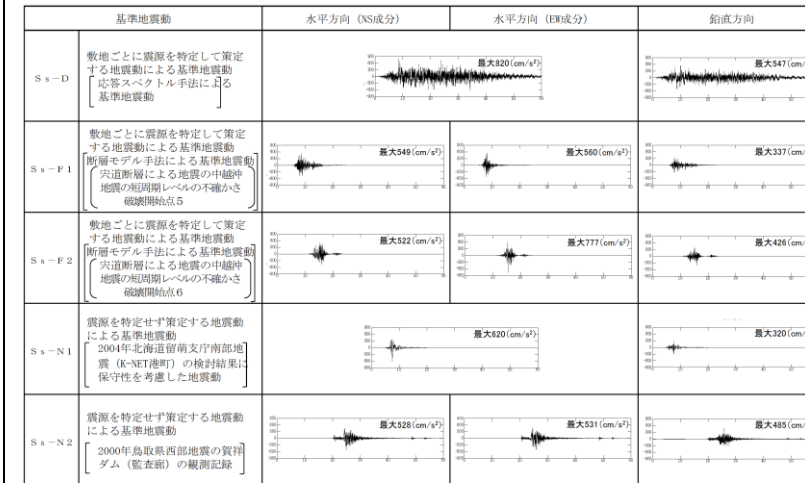 基準地震動
水平方向(NS成分)
水平方向(EW成分)
鉛直方向
Ss-D
敷地ごとに震源を特定して策定
する地震動による基準地震動
応答スペクトル手法による
基準地震動
最大820(cm/s²)
最大547(cm/
Ss-F1
敷地ごとに震源を特定して策定
する地震動による基準地震動
断層モデル手法による基準地震動
宍道断層による地震の中越沖
地震の短周期レベルの不確かさ
破壊開始点5
最大549(cm/s²)
最大560(cm/s²)
最大337(cm/
Ss-F2
敷地ごとに震源を特定して策定
する地震動による基準地震動
断層モデル手法による基準地震動
宍道断層による地震の中越沖
地震の短周期レベルの不確かさ
破壊開始点6
最大522(cm/s²)
最大777(cm/s²)
最大426(cm/
Ss-N1
震源を特定せず策定する地震動
による基準地震動
2004年北海道留萌支庁南部地
震(K-NET港町)の検討結果に
保守性を考慮した地震動
最大620(cm/s²)
最大320(cm/
Ss-N2
震源を特定せず策定する地震動
による基準地震動
2000年鳥取県西部地震の賀祥
ダム(監査廊)の観測記録
最大528(cm/s²)
最大531(cm/s²)
最大485(cm/